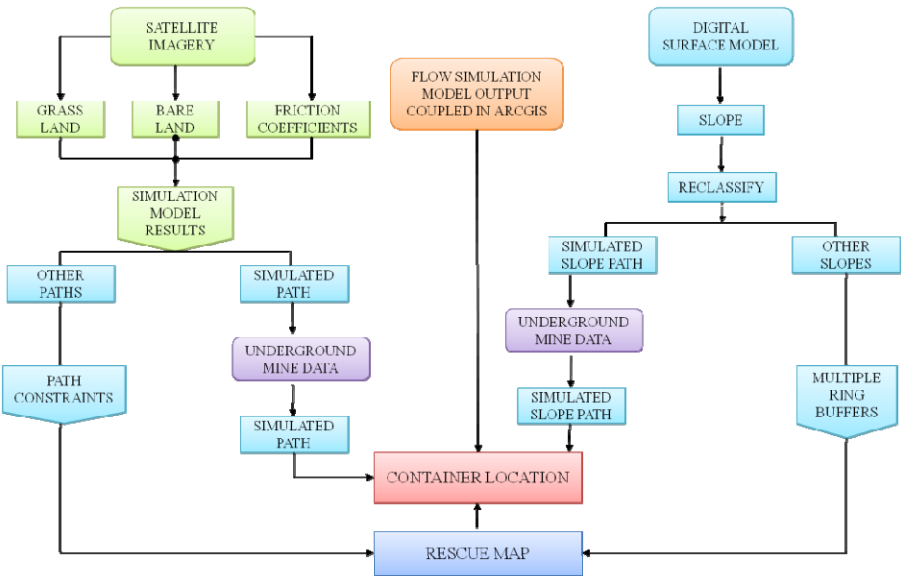 SATELLITE
IMAGERY
DIGITAL
SURFACE MODEL
FLOW SIMULATION
MODEL OUTPUT
COUPLED IN ARCGIS
GRASS
LAND
BARE
LAND
FRICTION
COEFFICIENTS
SLOPE
RECLASSIFY
SIMULATION
MODEL
RESULTS
OTHER
PATHS
SIMULATED
PATH
SIMULATED
SLOPE PATH
OTHER
SLOPES
UNDERGROUND
MINE DATA
UNDERGROUND
MINE DATA
PATH
CONSTRAINTS
MULTIPLE
RING
BUFFERS
SIMULATED
PATH
SIMULATED
SLOPE PATH
CONTAINER LOCATION
RESCUE MAP